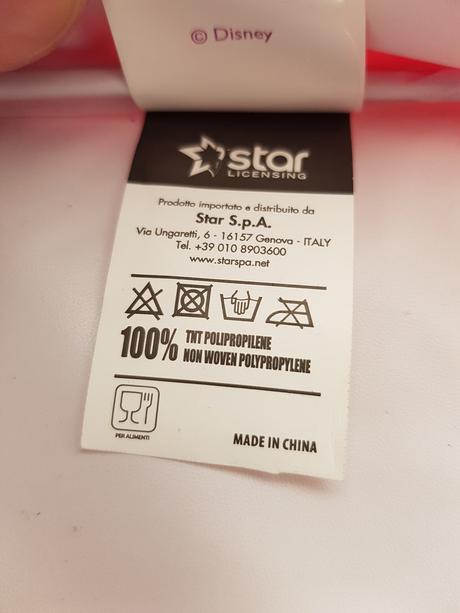 © Disney
star
LICENSING
Prodotto importato e distribuito da
Star S.p.A.
Via Ungaretti, 6 - 16157 Genova - ITALY
Tel. +39 010 8903600
www.starspa.net
100% TNT POLIPROPILENE
NON WOVEN POLYPROPYLENE
PER ALIMENTI
MADE IN CHINA